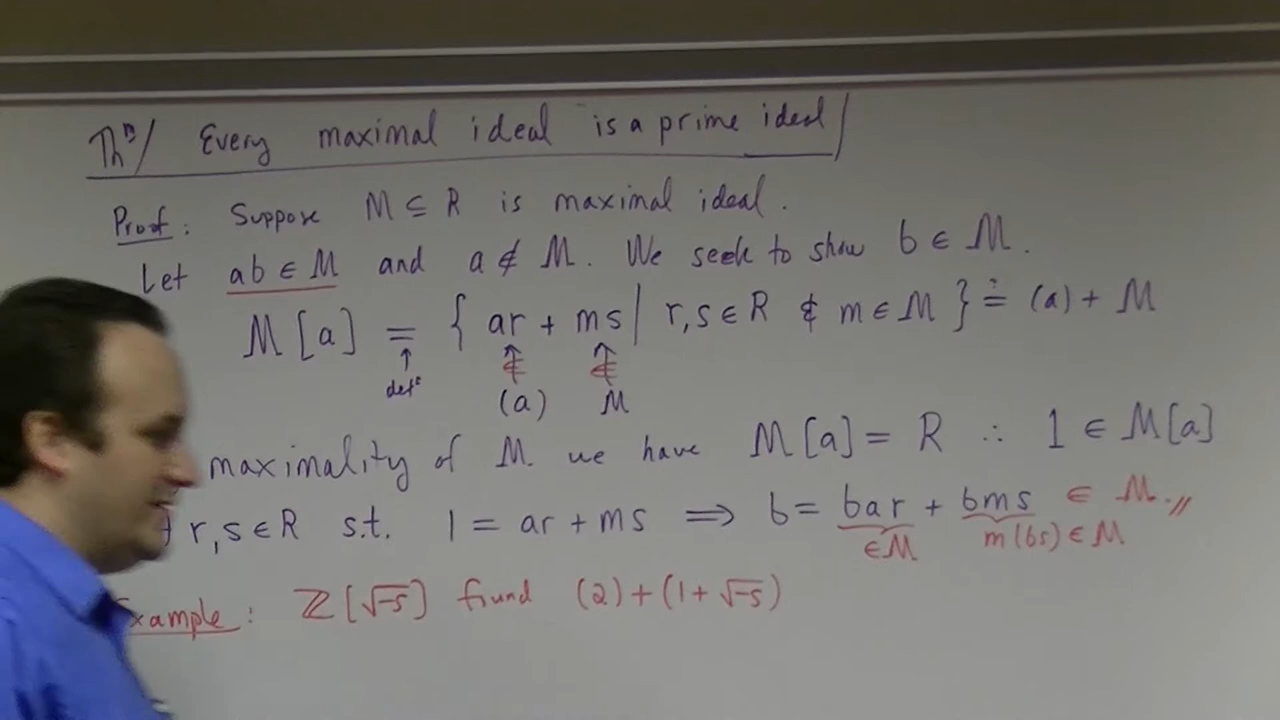 Thm/ Every maximal ideal is a prime ideal/
Proof: Suppose M ⊆ R is maximal ideal.
Let ab ∈ M and a ∉ M. We seek to show b ∈ M.
M[a] = { ar + ms | r,s ∈ R & m ∈ M } ≐ (a) + M
↑ def^n ↑ ∈ (a) ↑ ∈ M
maximality of M we have M[a] = R ∴ 1 ∈ M[a]
∃ r,s ∈ R s.t. 1 = ar + ms ⟹ b = bar + bms ∈ M. //
∈M m(bs) ∈ M
Example: ℤ[√-5] found (2)+(1+√-5)